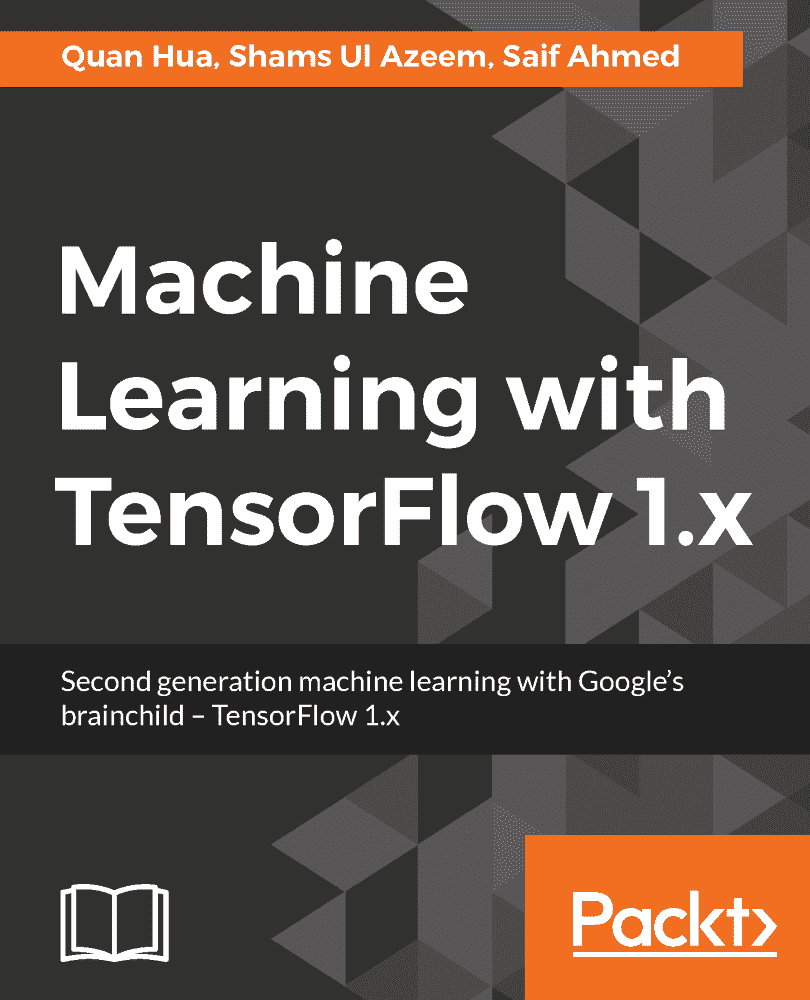 Quan Hua, Shams Ul Azeem, Saif Ahmed
Machine
Learning with
TensorFlow 1.x
Second generation machine learning with Google’s
brainchild – TensorFlow 1.x
Packt